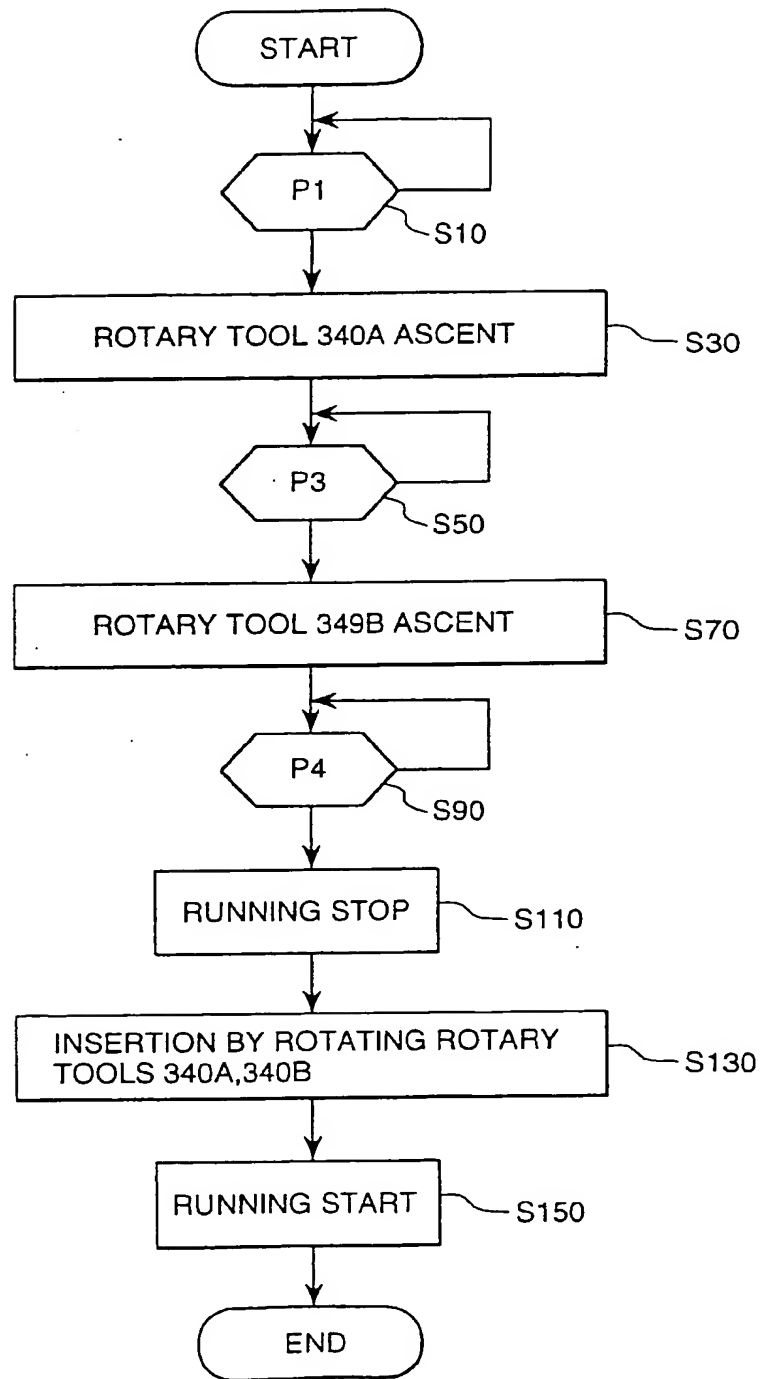 START
P1
S10
ROTARY TOOL 340A ASCENT
S30
P3
S50
ROTARY TOOL 349B ASCENT
S70
P4
S90
RUNNING STOP
S110
INSERTION BY ROTATING ROTARY
TOOLS 340A,340B
S130
RUNNING START
S150
END